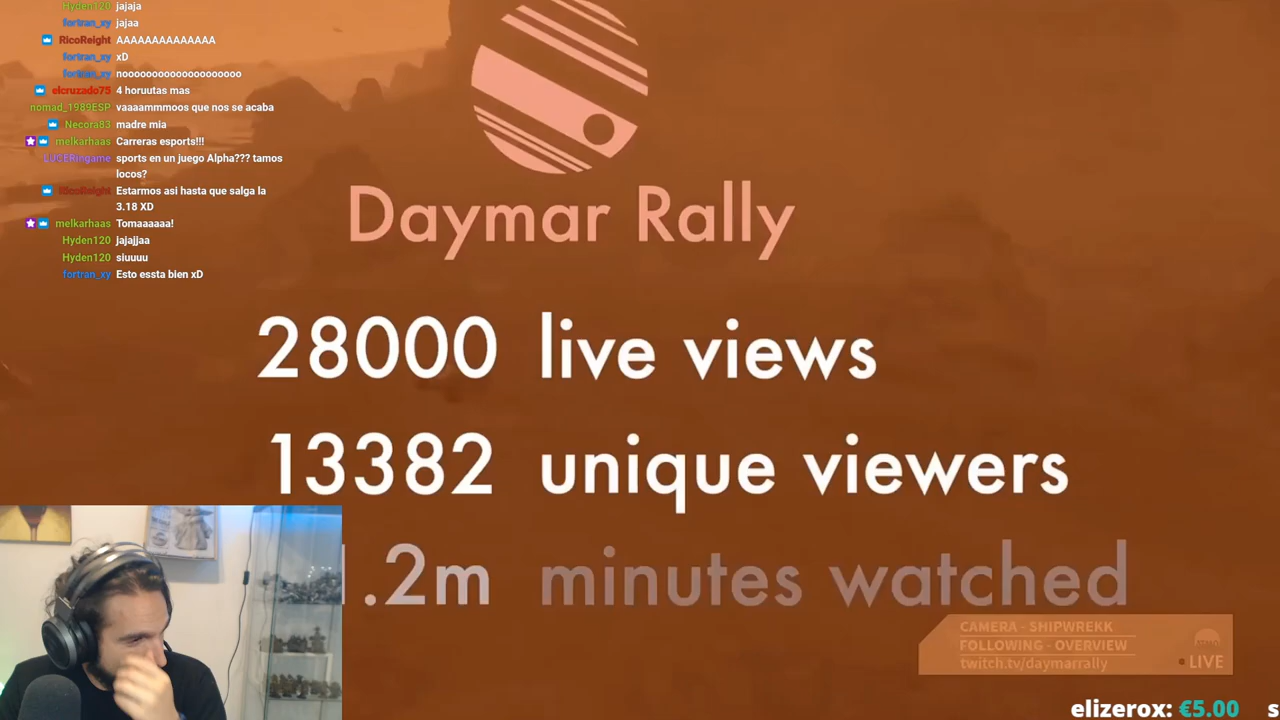 Hyden120 jajaja
fortran_xy jajaa
RicoReight AAAAAAAAAAAAAA
fortran_xy xD
fortran_xy noooooooooooooooooooo
elcruzado75 4 horuutas mas
nomad_1989ESP vaaaammmoos que nos se acaba
Necora83 madre mia
melkarhaas Carreras esports!!!
LUCERingame sports en un juego Alpha??? tamos
locos?
RicoReight Estarmos asi hasta que salga la
3.18 XD
melkarhaas Tomaaaaaa!
Hyden120 jajajjaa
Hyden120 siuuuu
fortran_xy Esto essta bien xD
Daymar Rally
28000 live views
13382 unique viewers
1.2m minutes watched
CAMERA - SHIPWREKK
FOLLOWING - OVERVIEW
twitch.tv/daymarrally
LIVE
elizerox: €5.00 s